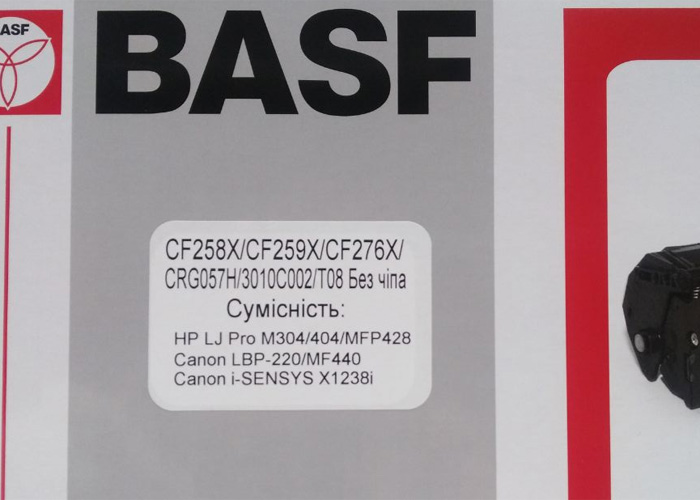 BASF
BASF
CF258X/CF259X/CF276X/
CRG057H/3010C002/T08 Без чіпа
Сумісність:
HP LJ Pro M304/404/MFP428
Canon LBP-220/MF440
Canon i-SENSYS X1238i